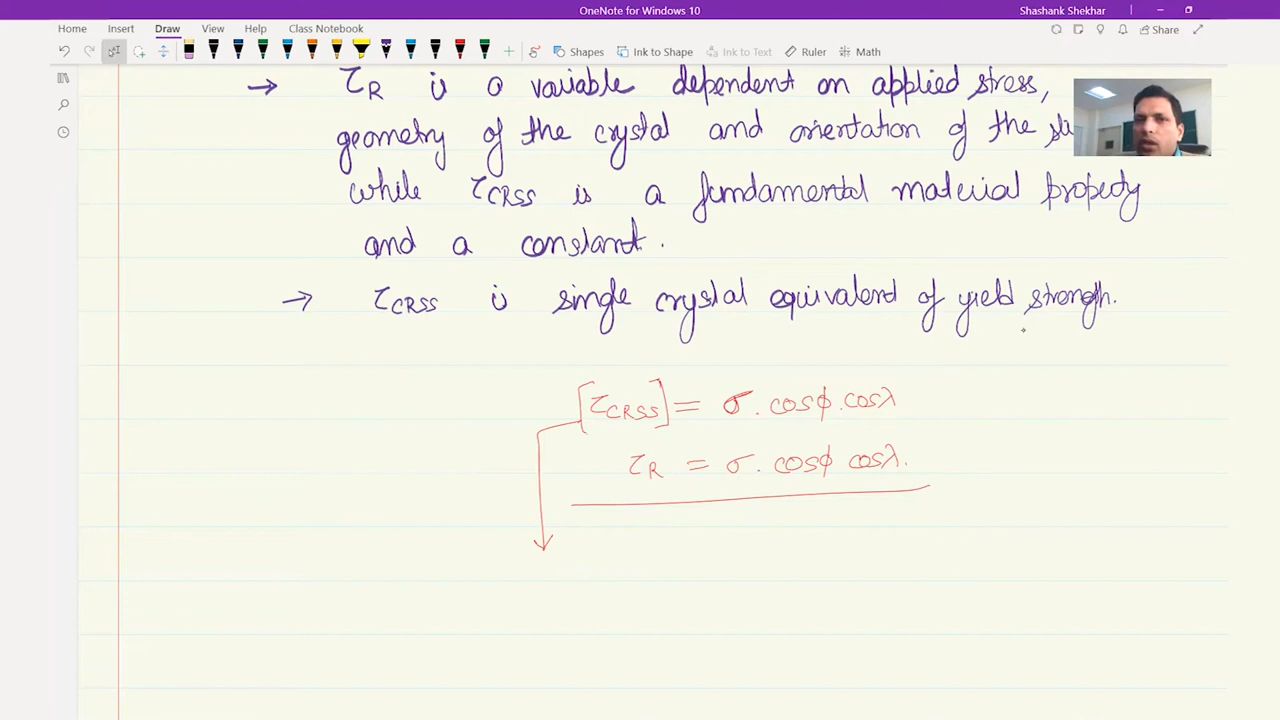 OneNote for Windows 10
Shashank Shekhar
Home Insert Draw View Help Class Notebook
Share
Shapes Ink to Shape Ink to Text Ruler Math
→ τR is a variable dependent on applied stress,
geometry of the crystal and orientation of the
while τCRSS is a fundamental material property
and a constant.
→ τCRSS is single crystal equivalent of yield strength.
[τCRSS] = σ. cosϕ. cosλ
τR = σ. cosϕ cosλ.